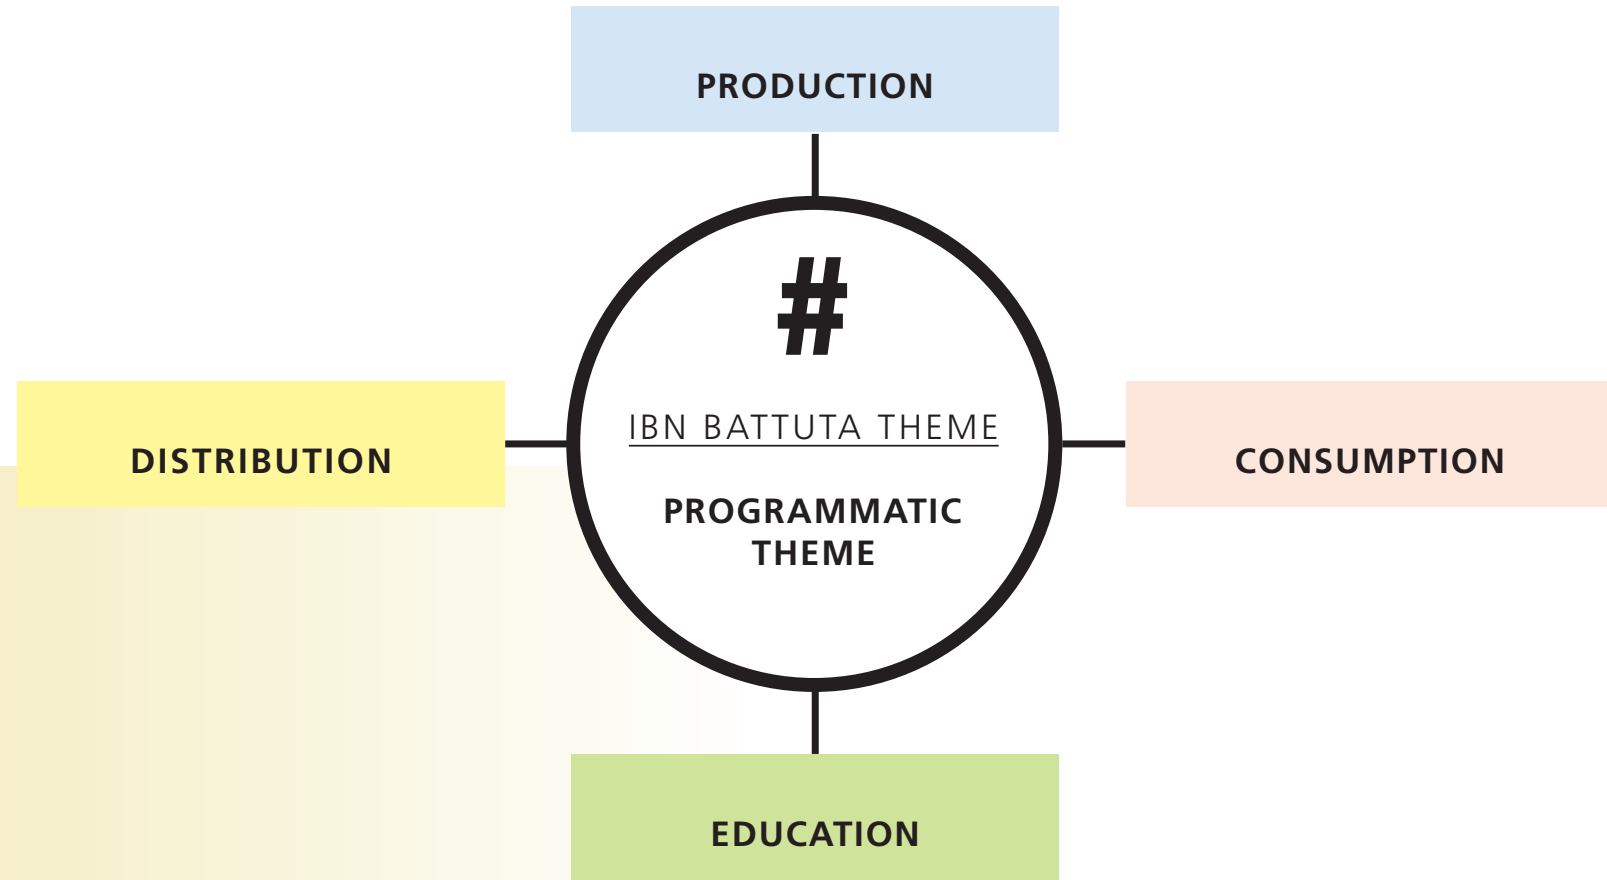 PRODUCTION
#
IBN BATTUTA THEME
DISTRIBUTION
CONSUMPTION
PROGRAMMATIC
THEME
EDUCATION